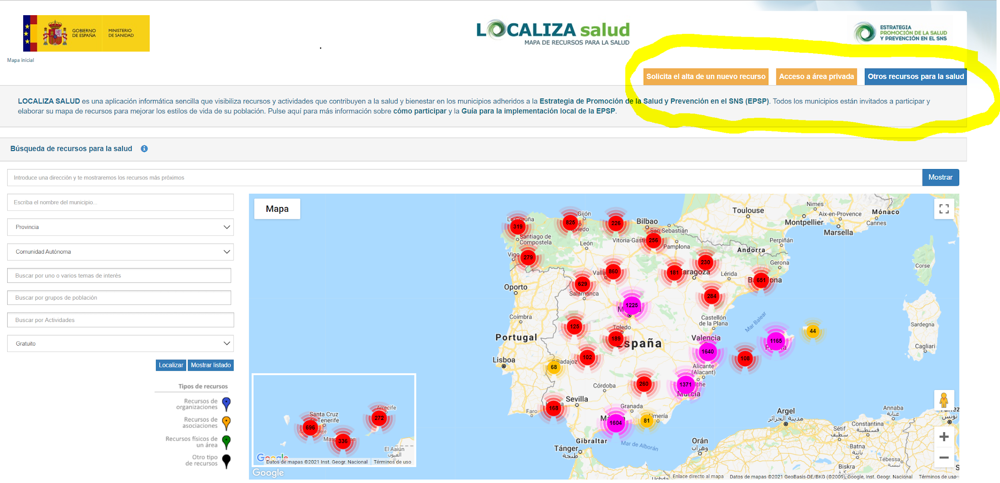 GOBIERNO
DE ESPAÑA
MINISTERIO
DE SANIDAD
LOCALIZA salud
MAPA DE RECURSOS PARA LA SALUD
ESTRATEGIA
PROMOCIÓN DE LA SALUD
Y PREVENCIÓN EN EL SNS
Mapa inicial
Solicita el alta de un nuevo recurso
Acceso a área privada
Otros recursos para la salud
LOCALIZA SALUD es una aplicación informática sencilla que visibiliza recursos y actividades que contribuyen a la salud y bienestar en los municipios adheridos a la Estrategia de Promoción de la Salud y Prevención en el SNS (EPSP). Todos los municipios están invitados a participar y
elaborar su mapa de recursos para mejorar los estilos de vida de su población. Pulse aquí para más información sobre cómo participar y la Guía para la implementación local de la EPSP.
Búsqueda de recursos para la salud
Introduce una dirección y te mostraremos los recursos más próximos
Mostrar
Escriba el nombre del municipio...
Provincia
Comunidad Autónoma
Buscar por uno o varios temas de interés
Buscar por grupos de población
Buscar por Actividades
Gratuito
Localizar
Mostrar listado
Tipos de recursos
Recursos de
organizaciones
Recursos de
asociaciones
Recursos físicos de
un área
Otro tipo
de recursos
Mapa
Nimes
Toulouse
Mónaco
Aix-en-Provence
Montpellier
Cannes
Marsella
Gijón
La Coruña
319
825
Oviedo
226
Bilbao
San Sebastián
Santiago de
Compostela
León
Vitoria-Gaste
256
Pamplona
Perpiñán
Andorra
Vigo
279
230
Gerona
Corse
Valla
860
181
Zaragoza
Lérida
651
629
Salamanca
Oporto
284
1225
Coímbra
Castellón
de la Plana
Mar Balear
Sardegna
125
Toledo
44
Portugal
189
España
Valencia
1165
Cagliari
1640
102
108
Lisboa
Badajoz
68
Alicante
(Alacant)
Córdoba
260
1371
lche
Murcia
Sevilla
168
Granada
Faro
1604
81
lmería
Argel
مدينة الجزائر
Annaba
عنابة
تونس
Constantina
قسنطينة
Sétif
سطيف
Gibraltar
Mar de Alborán
Orán
وهران
Batna
باتنة
Tánger
طنجة
Tébessa
تبسة
Biskra
Arrecife
272
Santa Cruz
de Tenerife
696
336
El Aaiún
العيون
Google
Datos de mapas ©2021 Inst. Geogr. Nacional
Términos de uso
Google
Enlace directo al mapa
Datos de mapas ©2021 GeoBasis-DE/BKG (©2009), Google, Inst. Geogr. Nacional
Términos de uso